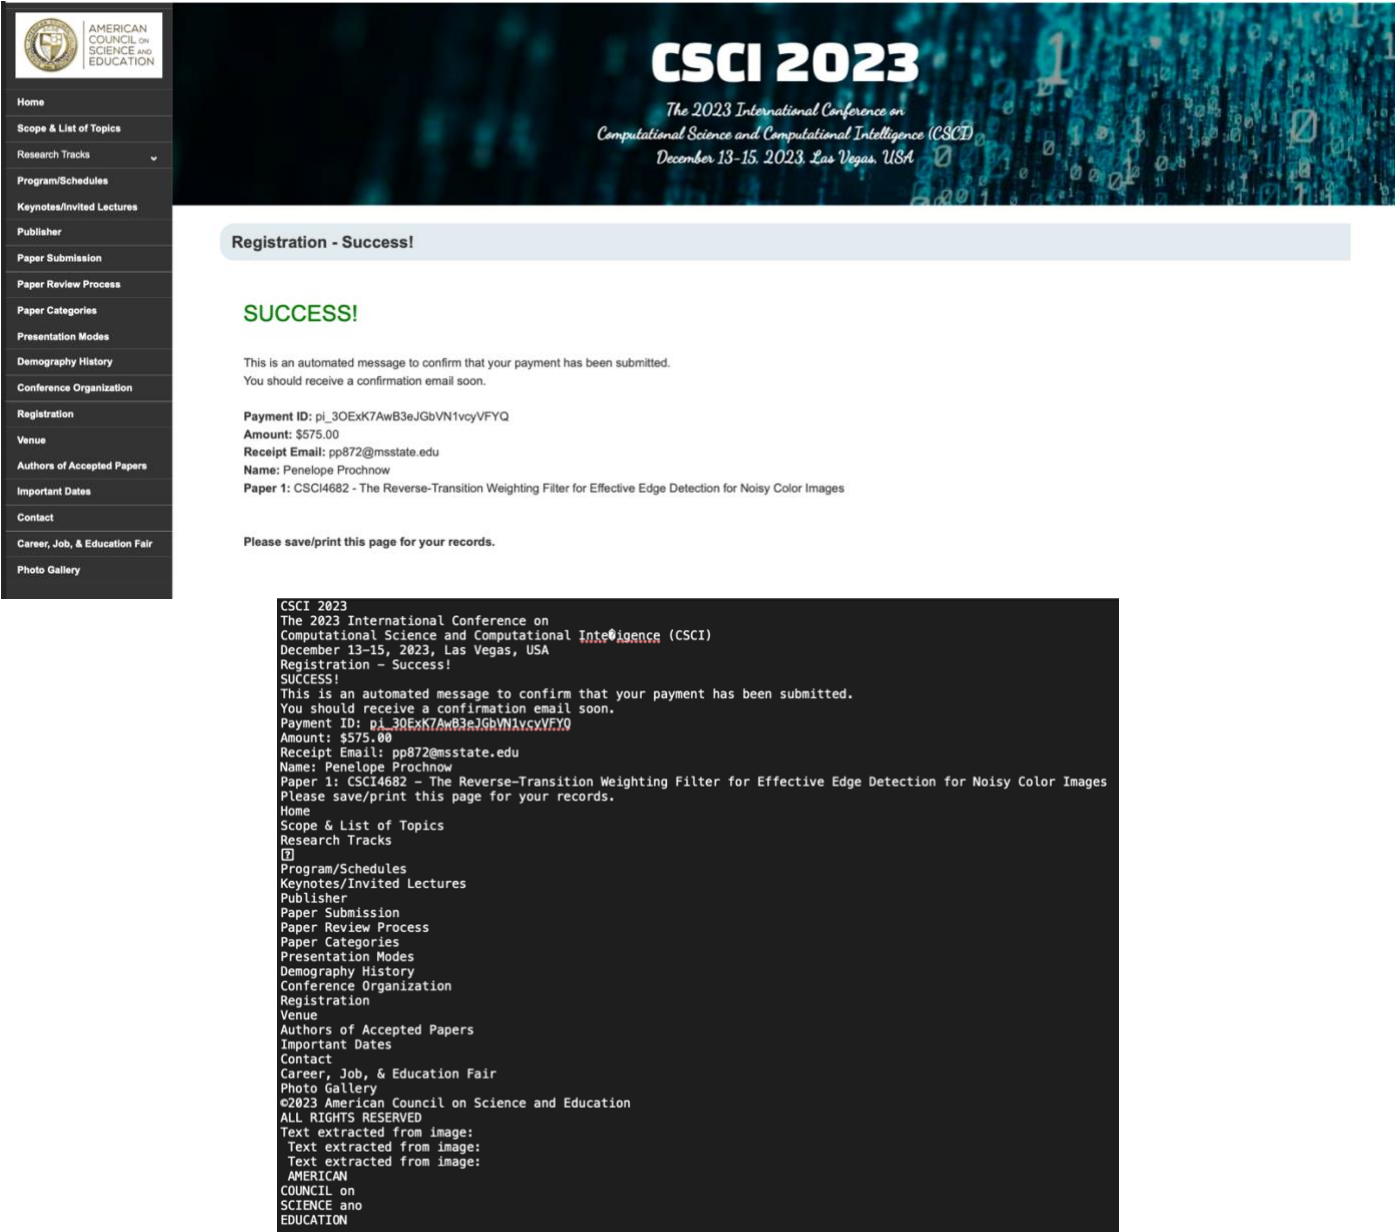 AMERICAN
COUNCIL ON
SCIENCE AND
EDUCATION
Home
Scope & List of Topics
Research Tracks
Program/Schedules
Keynotes/Invited Lectures
Publisher
Paper Submission
Paper Review Process
Paper Categories
Presentation Modes
Demography History
Conference Organization
Registration
Venue
Authors of Accepted Papers
Important Dates
Contact
Career, Job, & Education Fair
Photo Gallery
CSCI 2023
The 2023 International Conference on
Computational Science and Computational Intelligence (CSCI)
December 13-15, 2023, Las Vegas, USA
Registration - Success!
SUCCESS!
This is an automated message to confirm that your payment has been submitted.
You should receive a confirmation email soon.
Payment ID: pi_3OExK7AwB3eJGbVN1vcyVFYQ
Amount: $575.00
Receipt Email: pp872@msstate.edu
Name: Penelope Prochnow
Paper 1: CSCI4682 - The Reverse-Transition Weighting Filter for Effective Edge Detection for Noisy Color Images
Please save/print this page for your records.
CSCI 2023
The 2023 International Conference on
Computational Science and Computational Inte�igence (CSCI)
December 13–15, 2023, Las Vegas, USA
Registration – Success!
SUCCESS!
This is an automated message to confirm that your payment has been submitted.
You should receive a confirmation email soon.
Payment ID: pi_3OExK7AwB3eJGbVN1vcyVFYQ
Amount: $575.00
Receipt Email: pp872@msstate.edu
Name: Penelope Prochnow
Paper 1: CSCI4682 – The Reverse-Transition Weighting Filter for Effective Edge Detection for Noisy Color Images
Please save/print this page for your records.
Home
Scope & List of Topics
Research Tracks
?
Program/Schedules
Keynotes/Invited Lectures
Publisher
Paper Submission
Paper Review Process
Paper Categories
Presentation Modes
Demography History
Conference Organization
Registration
Venue
Authors of Accepted Papers
Important Dates
Contact
Career, Job, & Education Fair
Photo Gallery
©2023 American Council on Science and Education
ALL RIGHTS RESERVED
Text extracted from image:
Text extracted from image:
Text extracted from image:
AMERICAN
COUNCIL on
SCIENCE ano
EDUCATION